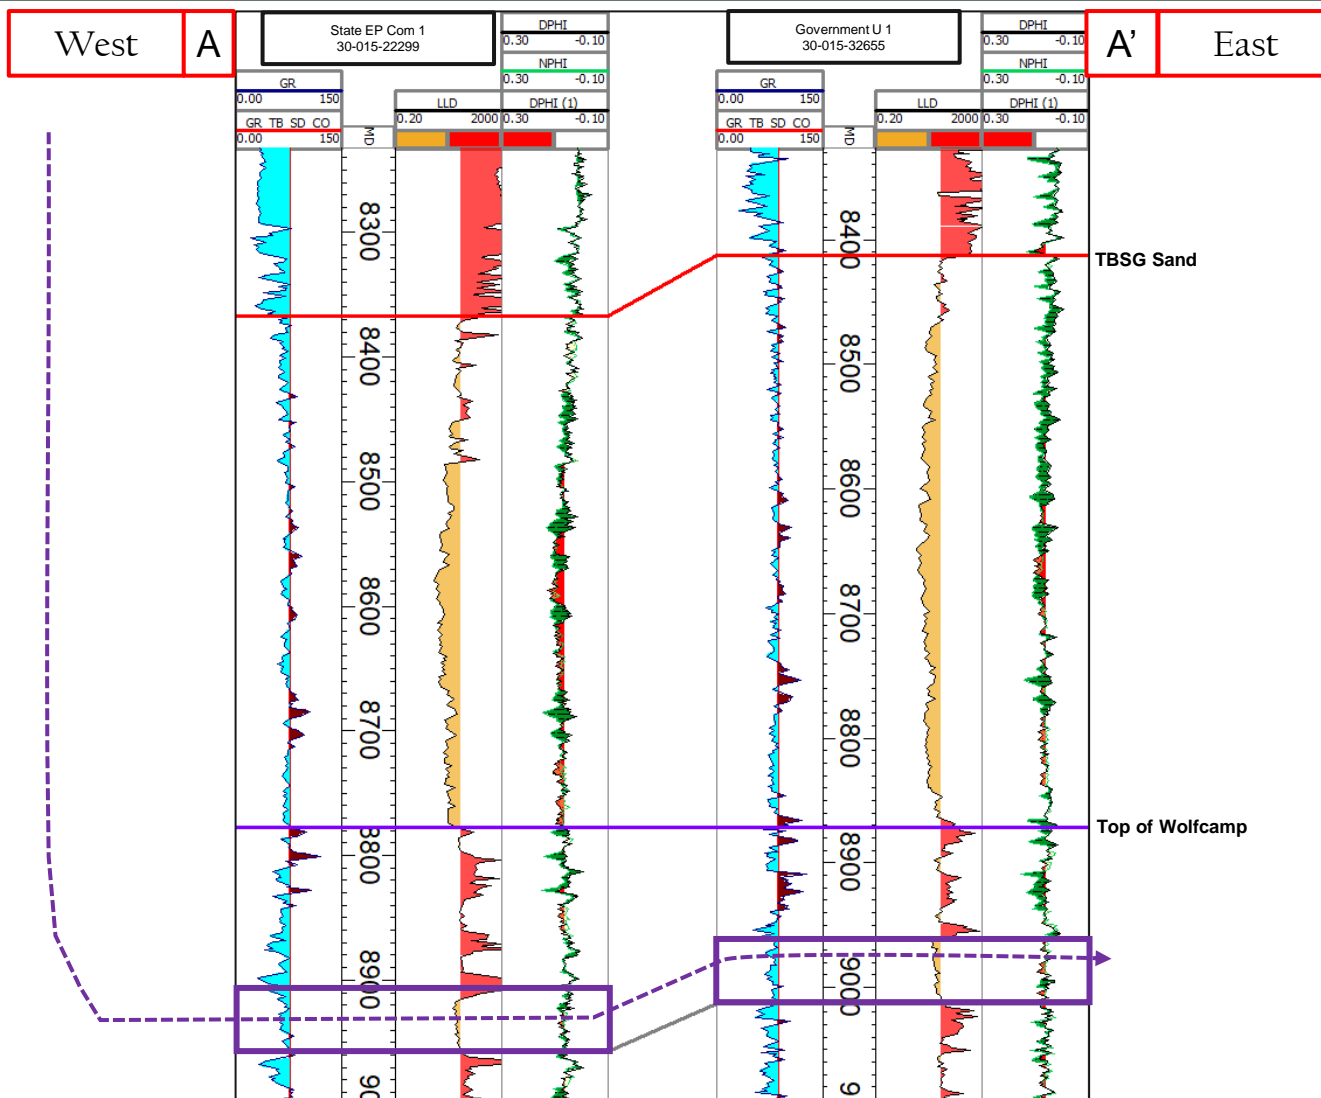 West A
State EP Com 1
30-015-22299
DPHI
0.30 -0.10
NPHI
0.30 -0.10
GR
0.00 150
LLD
0.20 2000
DPHI (1)
0.30 -0.10
GR TB SD CO
0.00 150
MD
Government U 1
30-015-32655
DPHI
0.30 -0.10
NPHI
0.30 -0.10
GR
0.00 150
LLD
0.20 2000
DPHI (1)
0.30 -0.10
GR TB SD CO
0.00 150
MD
A' East
8300
8400
8500
8600
8700
8800
8900
90
8400
8500
8600
8700
8800
8900
9000
9
TBSG Sand
Top of Wolfcamp